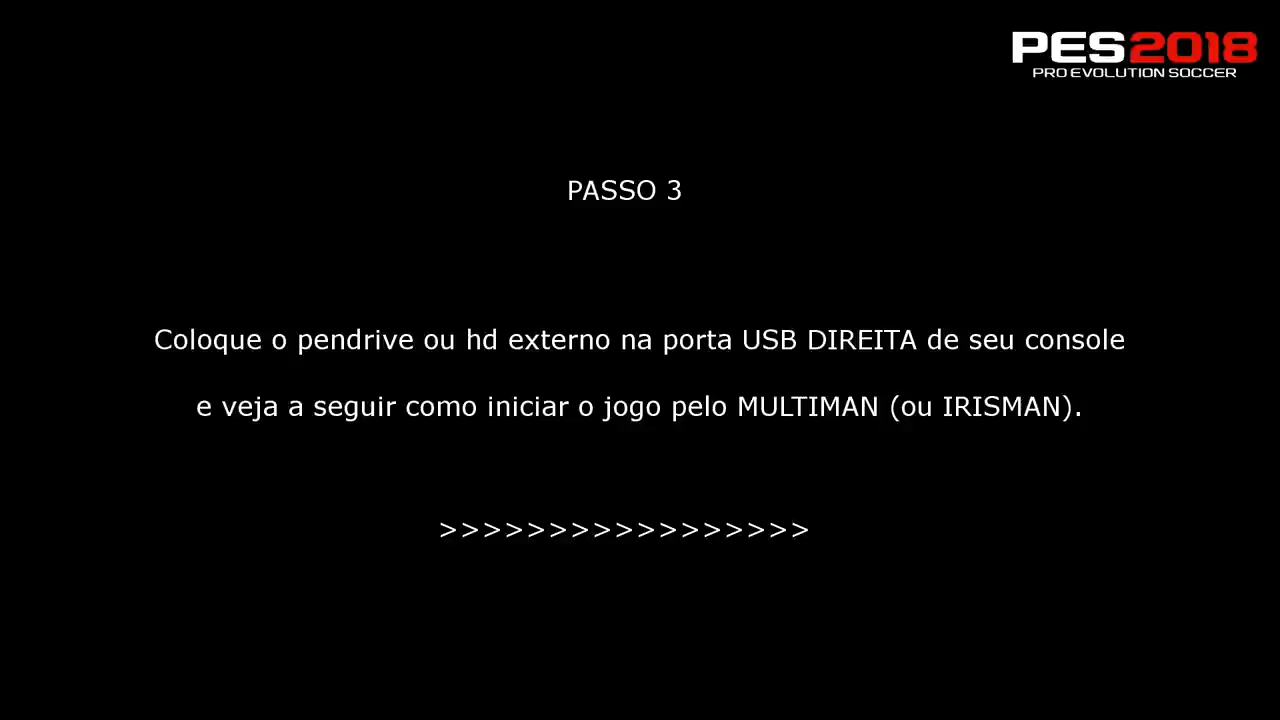 PES2018
PRO EVOLUTION SOCCER
PASSO 3
Coloque o pendrive ou hd externo na porta USB DIREITA de seu console
e veja a seguir como iniciar o jogo pelo MULTIMAN (ou IRISMAN).
>>>>>>>>>>>>>>>>>